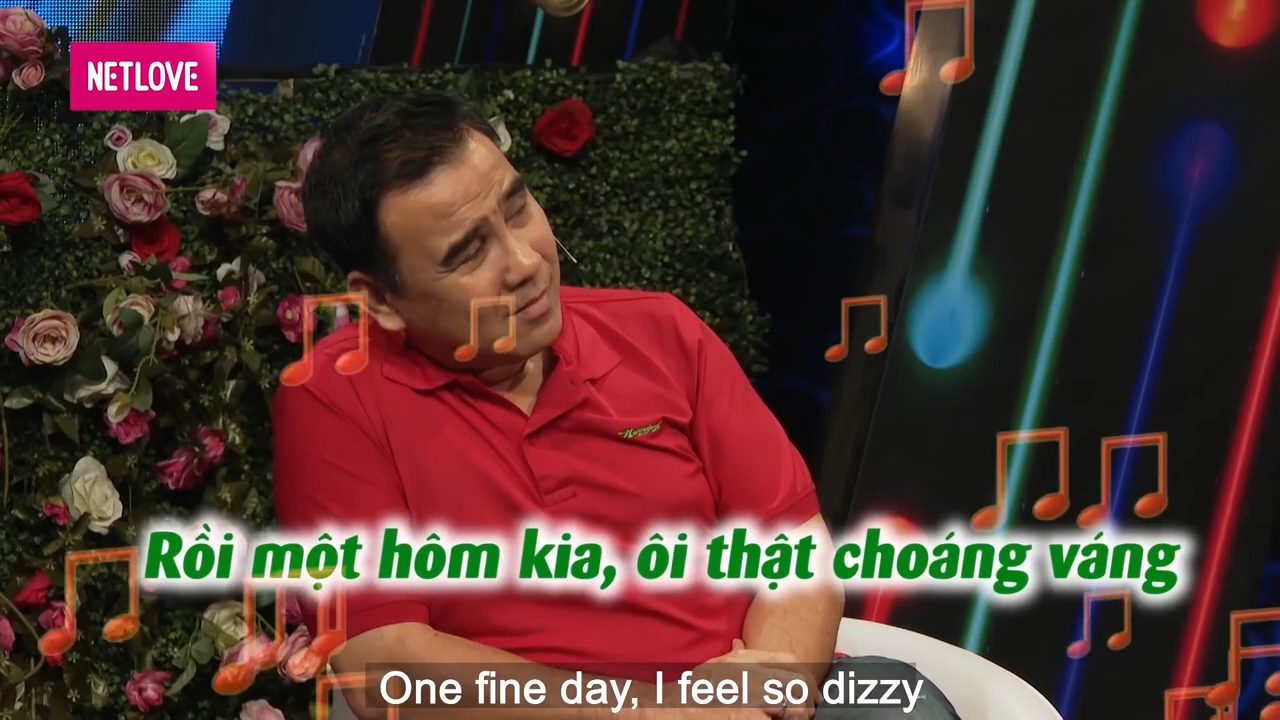 NETLOVE
Rồi một hôm kia, ôi thật choáng váng
One fine day, I feel so dizzy